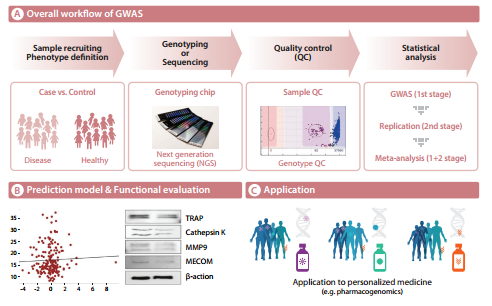 A Overall workflow of GWAS
Sample recruiting
Phenotype definition
Genotyping
or
Sequencing
Quality control
(QC)
Statistical
analysis
Case vs. Control
Disease
Healthy
Genotyping chip
Next generation
sequencing (NGS)
Sample QC
Genotype QC
GWAS (1st stage)
Replication (2nd stage)
Meta-analysis (1+2 stage)
B Prediction model & Functional evaluation
35
30
25
20
15
10
-4 -2 0 2 4 6 8
TRAP
Cathepsin K
MMP9
MECOM
β-action
C Application
Application to personalized medicine
(e.g. pharmacogenomics)